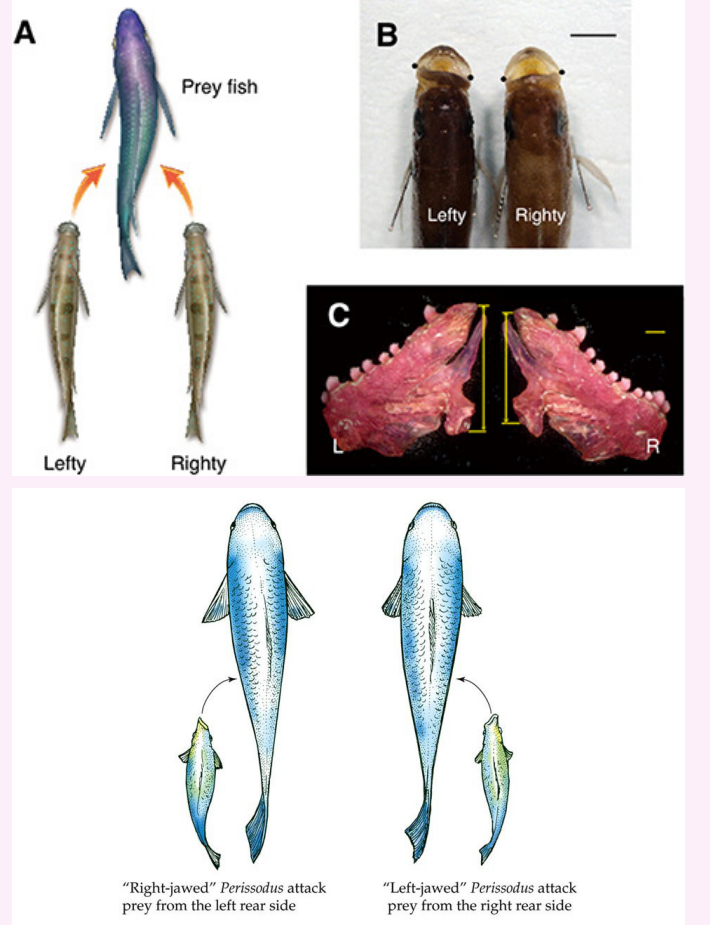 A
Prey fish
Lefty
Righty
B
Lefty
Righty
C
L
R
“Right-jawed” Perissodus attack
prey from the left rear side
“Left-jawed” Perissodus attack
prey from the right rear side